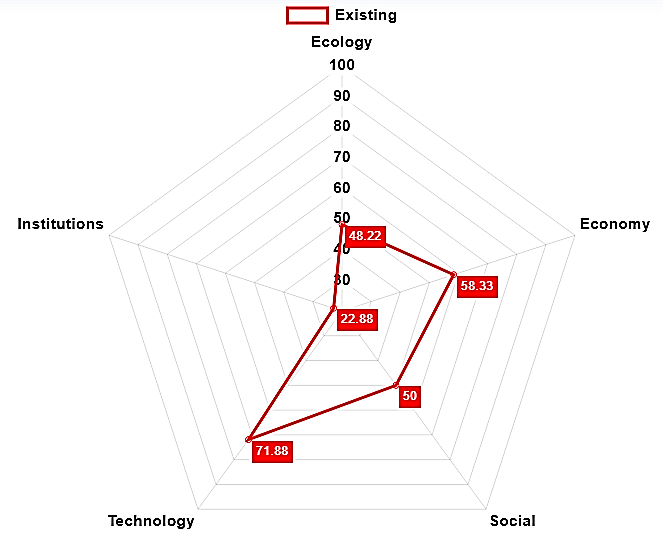 Existing
Ecology
100
90
80
70
60
50
48.22
40
30
Institutions
Economy
58.33
22.88
50
71.88
Technology
Social